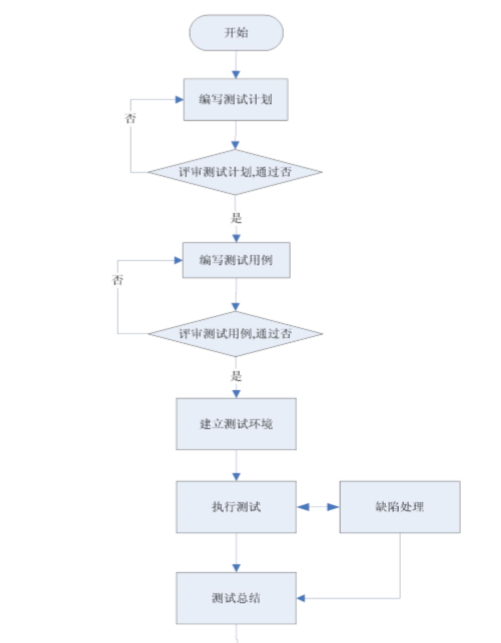 开始
编写测试计划
否
评审测试计划,通过否
是
编写测试用例
否
评审测试用例,通过否
是
建立测试环境
执行测试
缺陷处理
测试总结